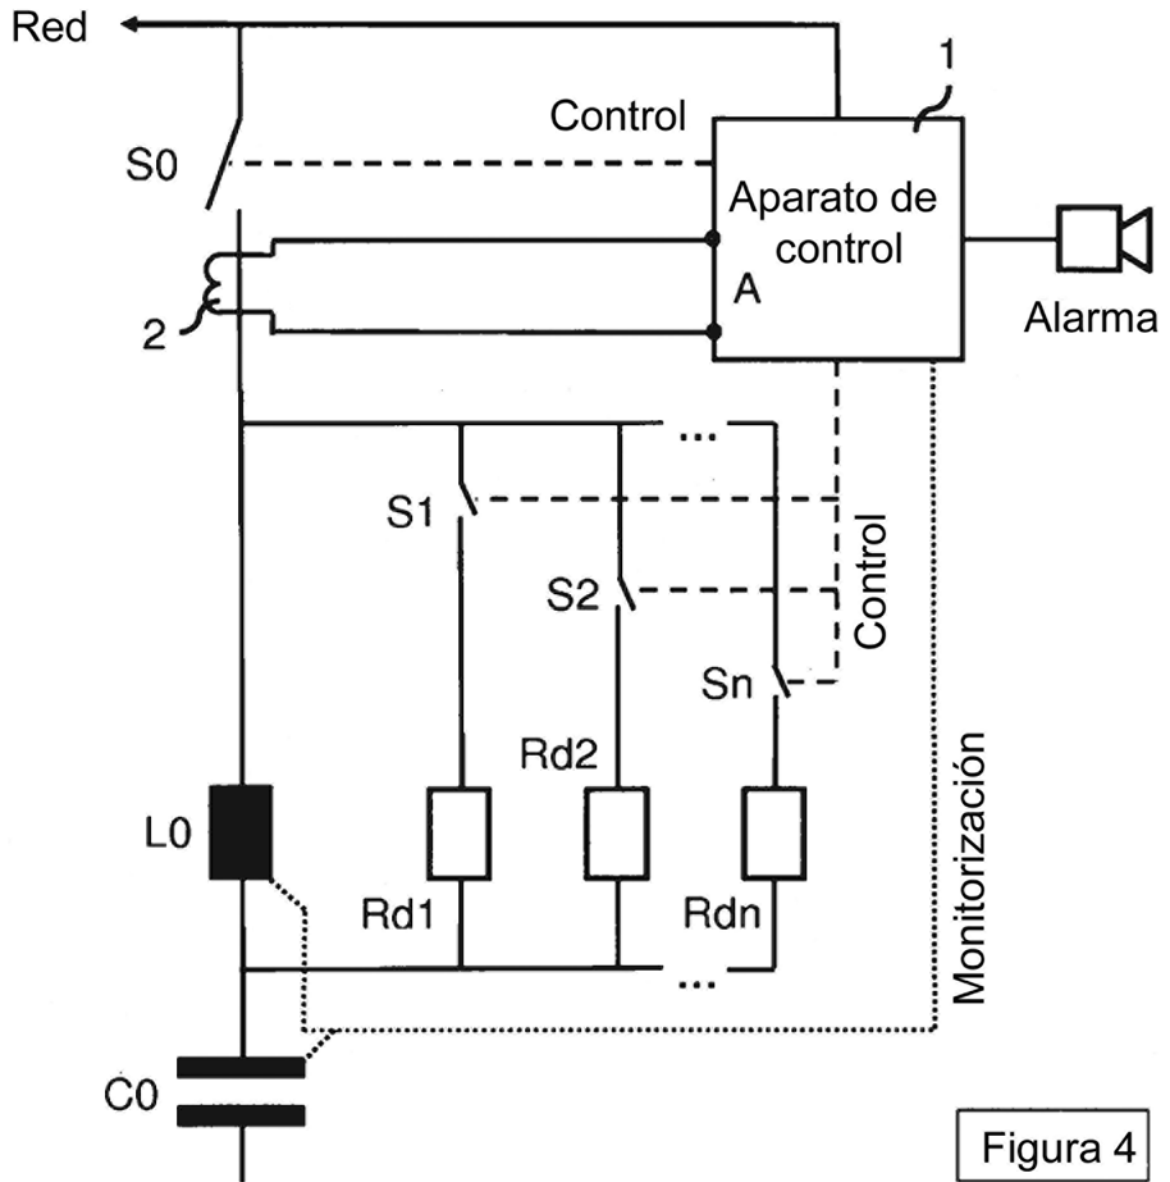 Red
1
Control
S0
Aparato de
control
A
2
Alarma
...
S1
S2
Control
Sn
Rd2
Monitorización
L0
Rd1
Rdn
...
C0
Figura 4